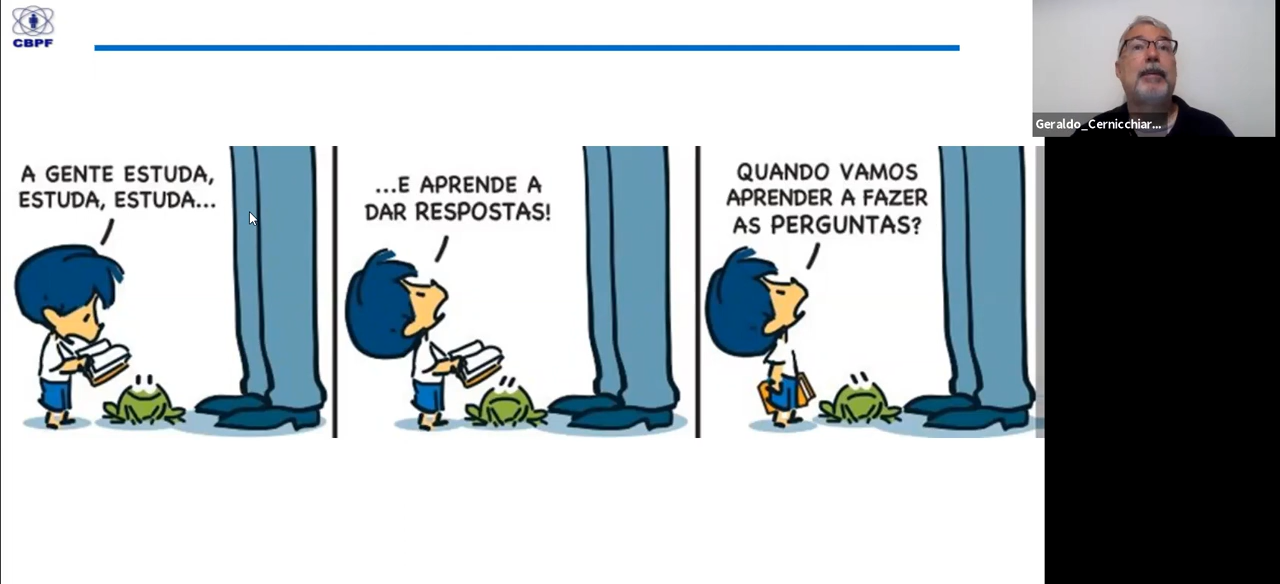 CBPF
Geraldo_Cernicchiar...
A GENTE ESTUDA,
ESTUDA, ESTUDA...
...E APRENDE A
DAR RESPOSTAS!
QUANDO VAMOS
APRENDER A FAZER
AS PERGUNTAS?